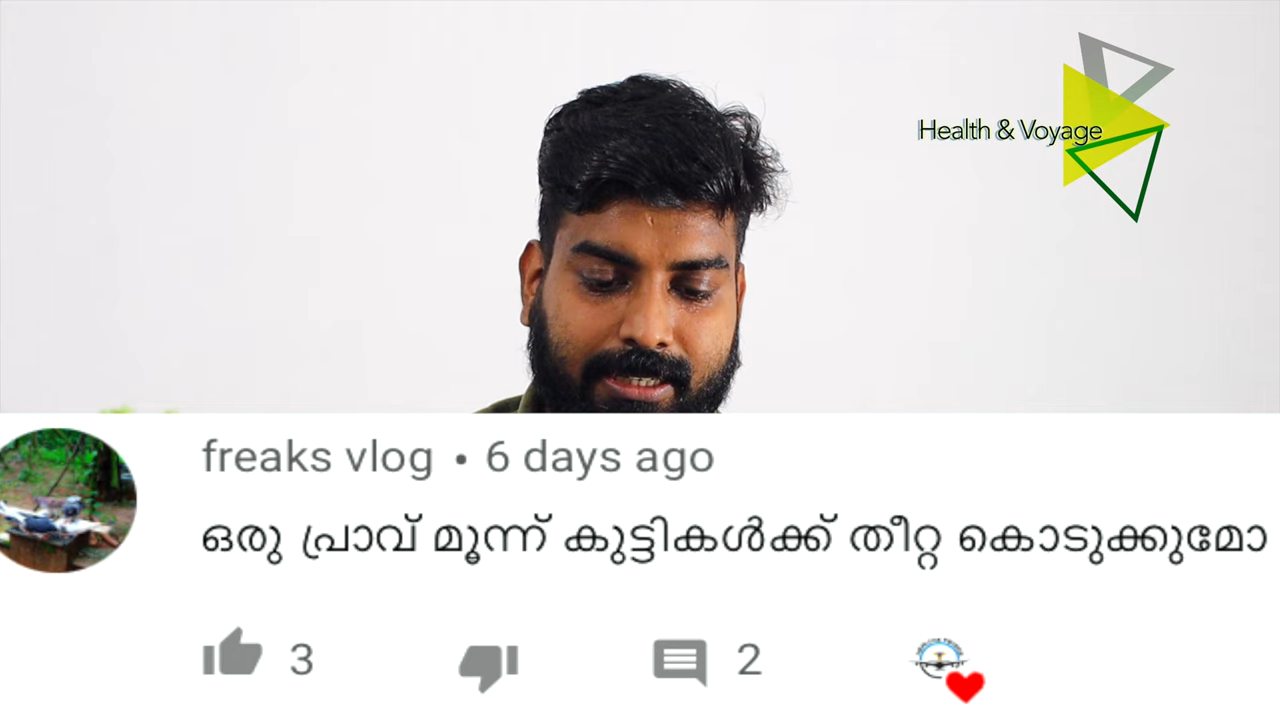 Health & Voyage
freaks vlog • 6 days ago
ഒരു പ്രാവ് മൂന്ന് കുട്ടികൾക്ക് തീറ്റ കൊടുക്കുമോ
3
2